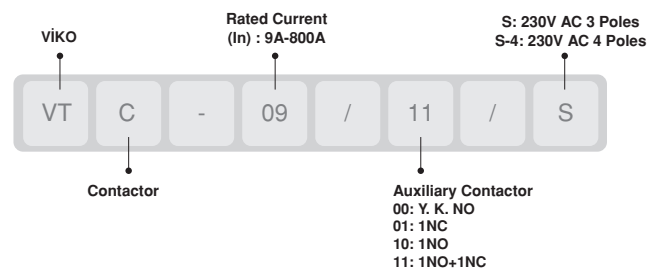 VİKO
Rated Current
(In) : 9A-800A
S: 230V AC 3 Poles
S-4: 230V AC 4 Poles
VT C - 09 / 11 / S
Contactor
Auxiliary Contactor
00: Y. K. NO
01: 1NC
10: 1NO
11: 1NO+1NC